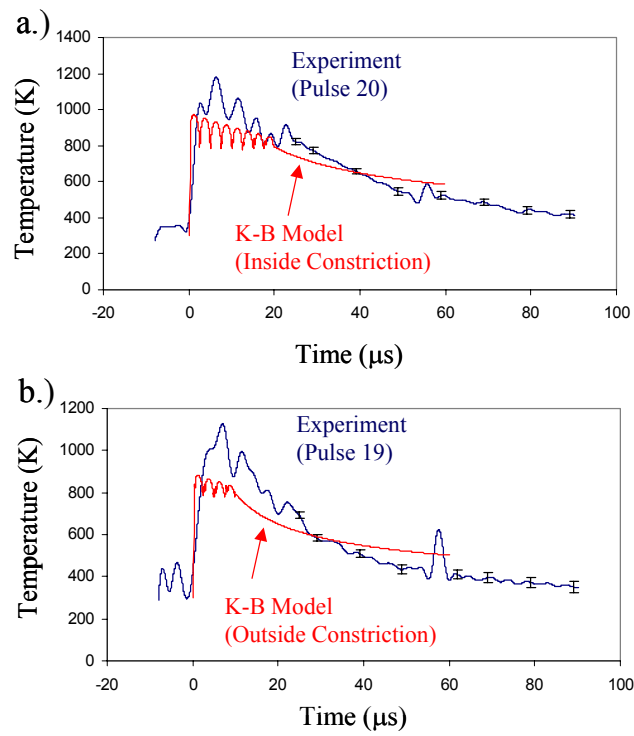 a.)
1400
1200
1000
800
600
400
200
0
-20
0
20
40
60
80
100
Temperature (K)
Time (μs)
Experiment
(Pulse 20)
K-B Model
(Inside Constriction)
b.)
1200
1000
800
600
400
200
0
-20
0
20
40
60
80
100
Temperature (K)
Time (μs)
Experiment
(Pulse 19)
K-B Model
(Outside Constriction)